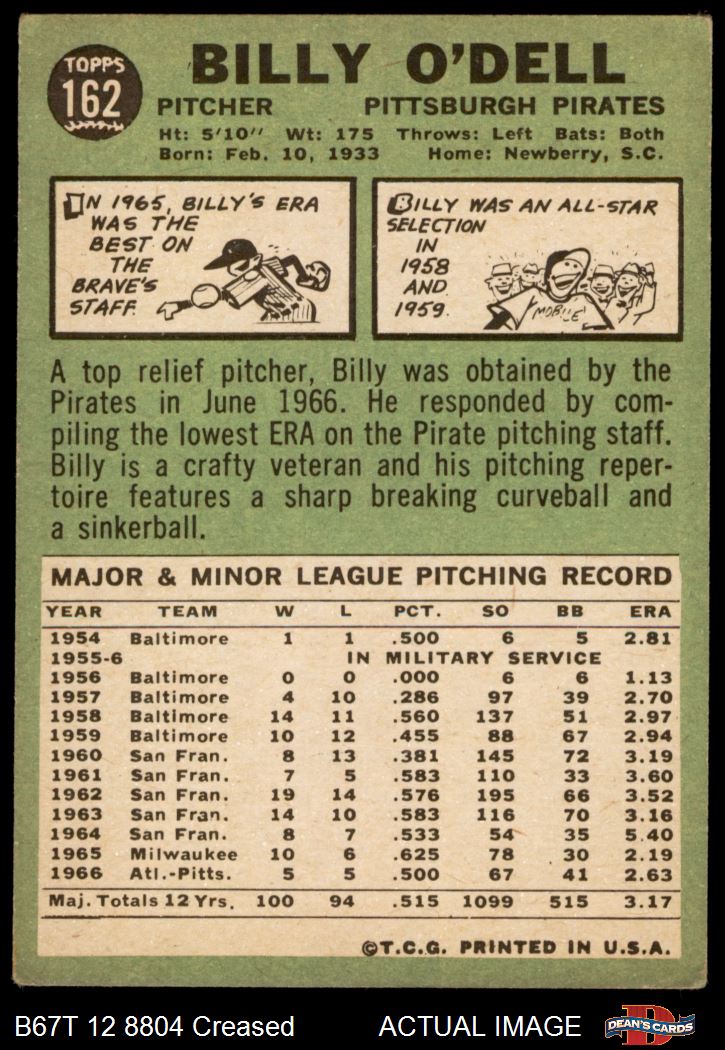 TOPPS
162
BILLY O'DELL
PITCHER PITTSBURGH PIRATES
Ht: 5'10" Wt: 175 Throws: Left Bats: Both
Born: Feb. 10, 1933 Home: Newberry, S.C.
IN 1965, BILLY'S ERA
WAS THE
BEST ON
THE
BRAVE'S
STAFF.
BILLY WAS AN ALL-STAR
SELECTION
IN
1958
AND
1959.
MOBILE
A top relief pitcher, Billy was obtained by the
Pirates in June 1966. He responded by com-
piling the lowest ERA on the Pirate pitching staff.
Billy is a crafty veteran and his pitching reper-
toire features a sharp breaking curveball and
a sinkerball.
MAJOR & MINOR LEAGUE PITCHING RECORD
YEAR TEAM W L PCT. SO BB ERA
1954 Baltimore 1 1 .500 6 5 2.81
1955-6 IN MILITARY SERVICE
1956 Baltimore 0 0 .000 6 6 1.13
1957 Baltimore 4 10 .286 97 39 2.70
1958 Baltimore 14 11 .560 137 51 2.97
1959 Baltimore 10 12 .455 88 67 2.94
1960 San Fran. 8 13 .381 145 72 3.19
1961 San Fran. 7 5 .583 110 33 3.60
1962 San Fran. 19 14 .576 195 66 3.52
1963 San Fran. 14 10 .583 116 70 3.16
1964 San Fran. 8 7 .533 54 35 5.40
1965 Milwaukee 10 6 .625 78 30 2.19
1966 Atl.-Pitts. 5 5 .500 67 41 2.63
Maj. Totals 12 Yrs. 100 94 .515 1099 515 3.17
©T.C.G. PRINTED IN U.S.A.
B67T 12 8804 Creased ACTUAL IMAGE
D
DEAN'S CARDS